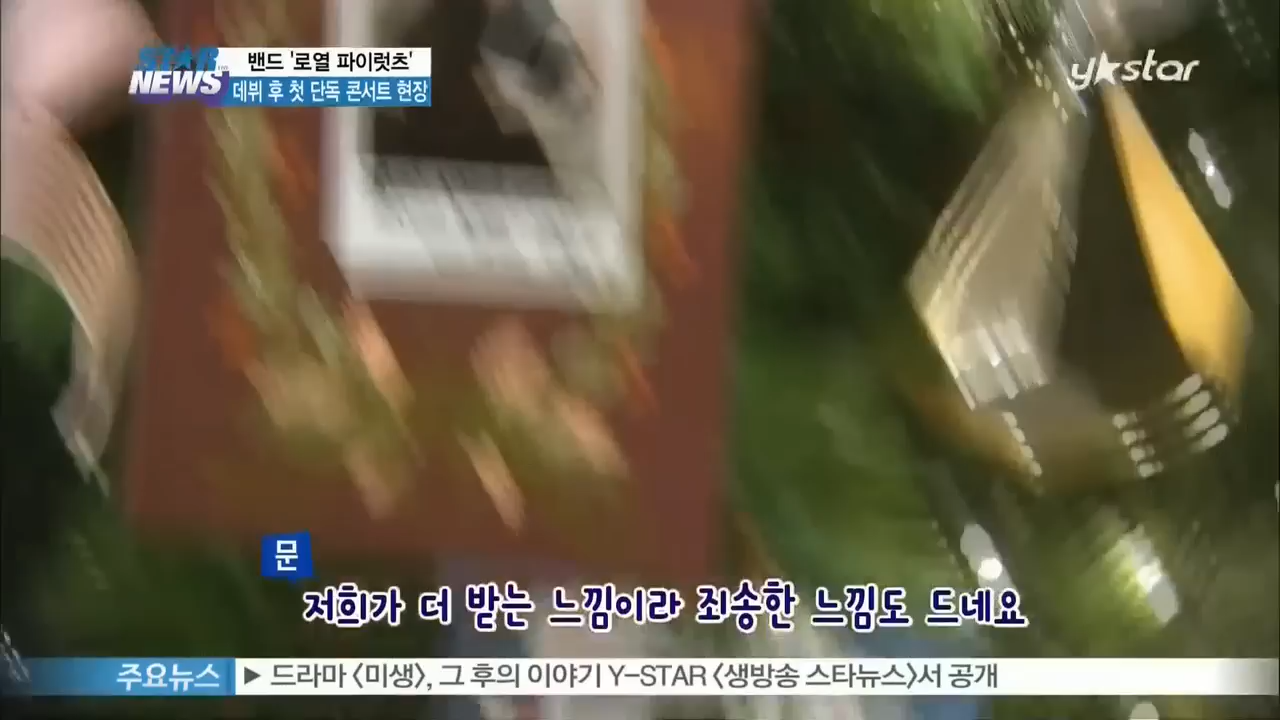 STAR
NEWS
밴드 '로열 파이럿츠'
데뷔 후 첫 단독 콘서트 현장
ykstar
문
저희가 더 받는 느낌이라 죄송한 느낌도 드네요
주요뉴스 ▶ 드라마 〈미생〉, 그 후의 이야기 Y-STAR 〈생방송 스타뉴스〉서 공개